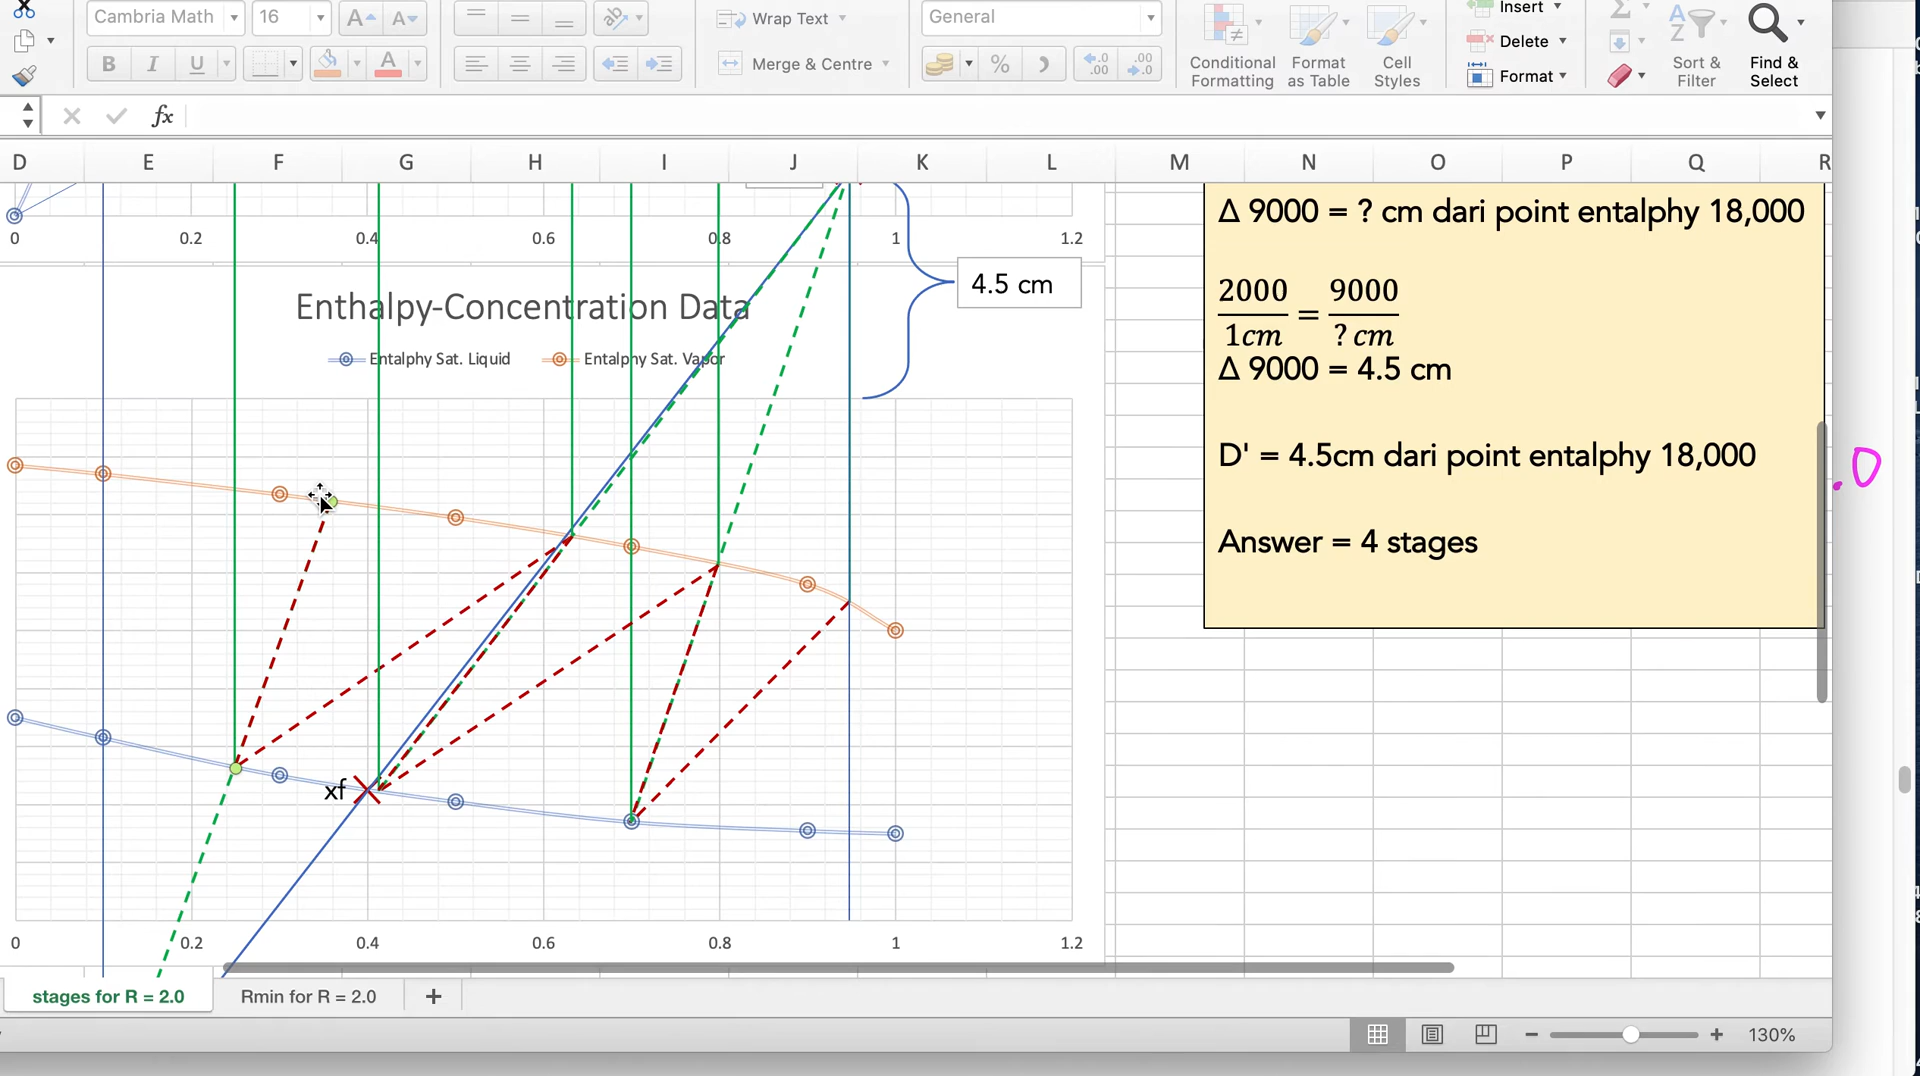 Cambria Math
16
A
A
Wrap Text
General
Insert
B
I
U
A
Merge & Centre
%
Conditional Formatting
Format as Table
Cell Styles
Delete
Format
Sort & Filter
Find & Select
fx
D E F G H I J K L M N O P Q R
0 0.2 0.4 0.6 0.8 1 1.2
4.5 cm
Enthalpy-Concentration Data
Entalphy Sat. Liquid
Entalphy Sat. Vapor
xf
0 0.2 0.4 0.6 0.8 1 1.2
Δ 9000 = ? cm dari point entalphy 18,000
2000/1cm = 9000/? cm
Δ 9000 = 4.5 cm
D' = 4.5cm dari point entalphy 18,000
Answer = 4 stages
.0
stages for R = 2.0
Rmin for R = 2.0
+
130%